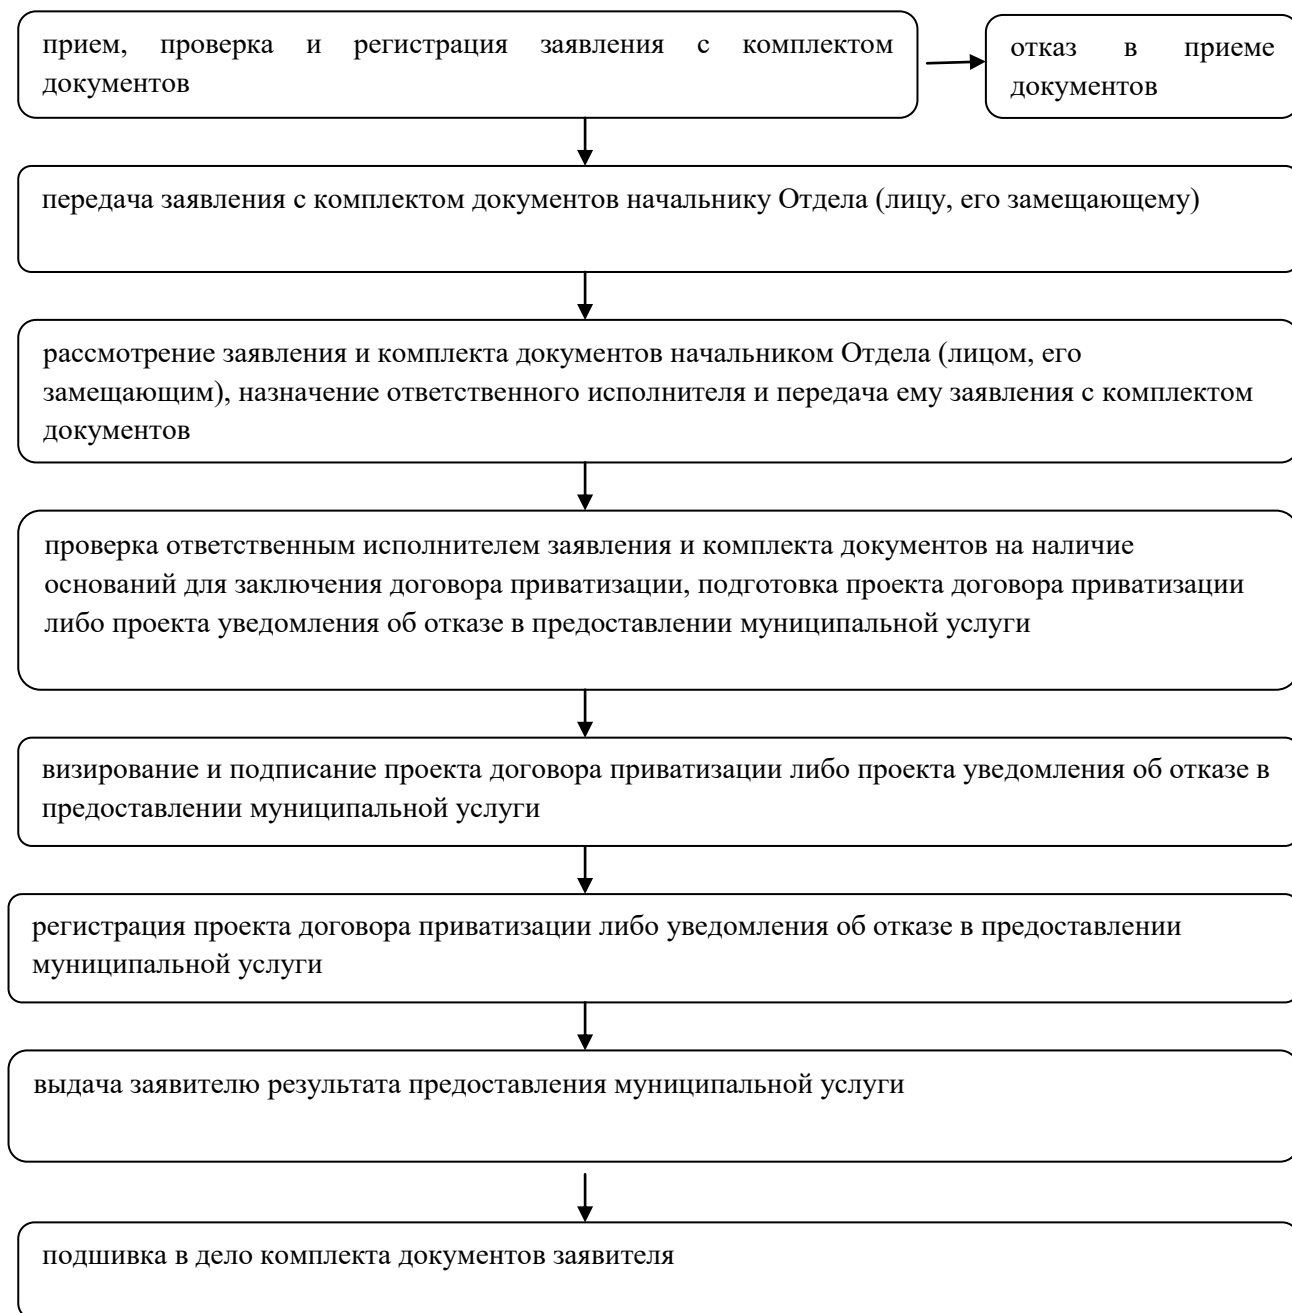 прием, проверка и регистрация заявления с комплектом
документов
отказ в приеме
документов
передача заявления с комплектом документов начальнику Отдела (лицу, его замещающему)
рассмотрение заявления и комплекта документов начальником Отдела (лицом, его
замещающим), назначение ответственного исполнителя и передача ему заявления с комплектом
документов
проверка ответственным исполнителем заявления и комплекта документов на наличие
оснований для заключения договора приватизации, подготовка проекта договора приватизации
либо проекта уведомления об отказе в предоставлении муниципальной услуги
визирование и подписание проекта договора приватизации либо проекта уведомления об отказе в
предоставлении муниципальной услуги
регистрация проекта договора приватизации либо уведомления об отказе в предоставлении
муниципальной услуги
выдача заявителю результата предоставления муниципальной услуги
подшивка в дело комплекта документов заявителя